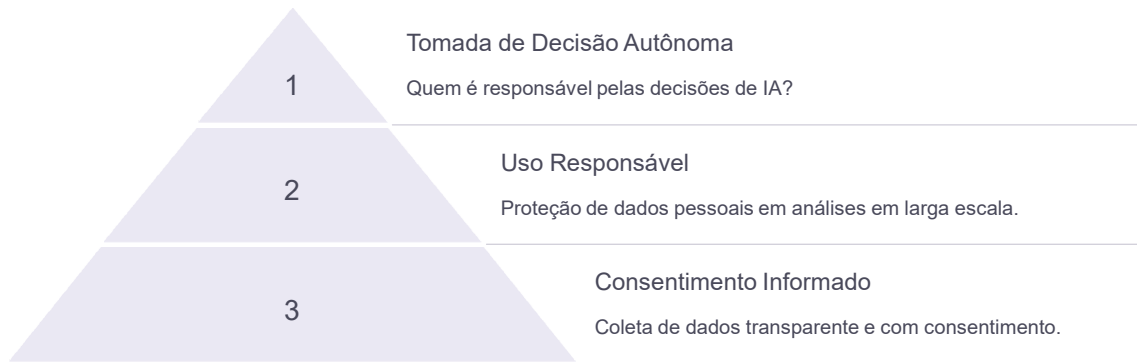 Tomada de Decisão Autônoma
1
Quem é responsável pelas decisões de IA?
Uso Responsável
2
Proteção de dados pessoais em análises em larga escala.
Consentimento Informado
3
Coleta de dados transparente e com consentimento.